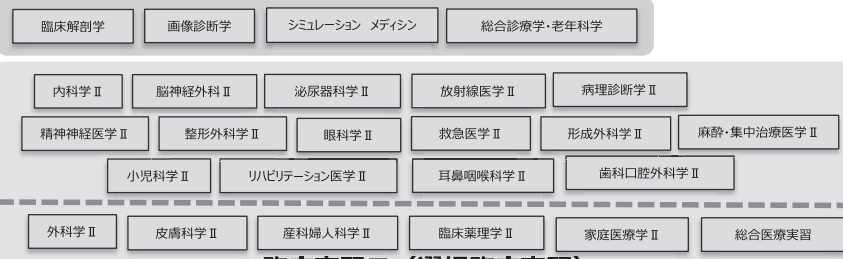 臨床解剖学 画像診断学 シミュレーション メディシン 総合診療学・老年科学
内科学Ⅱ 脳神経外科Ⅱ 泌尿器科学Ⅱ 放射線医学Ⅱ 病理診断学Ⅱ
精神神経医学Ⅱ 整形外科学Ⅱ 眼科学Ⅱ 救急医学Ⅱ 形成外科学Ⅱ 麻酔・集中治療医学Ⅱ
小児科学Ⅱ リハビリテーション医学Ⅱ 耳鼻咽喉科学Ⅱ 歯科口腔外科学Ⅱ
外科学Ⅱ 皮膚科学Ⅱ 産科婦人科学Ⅱ 臨床薬理学Ⅱ 家庭医療学Ⅱ 総合医療実習